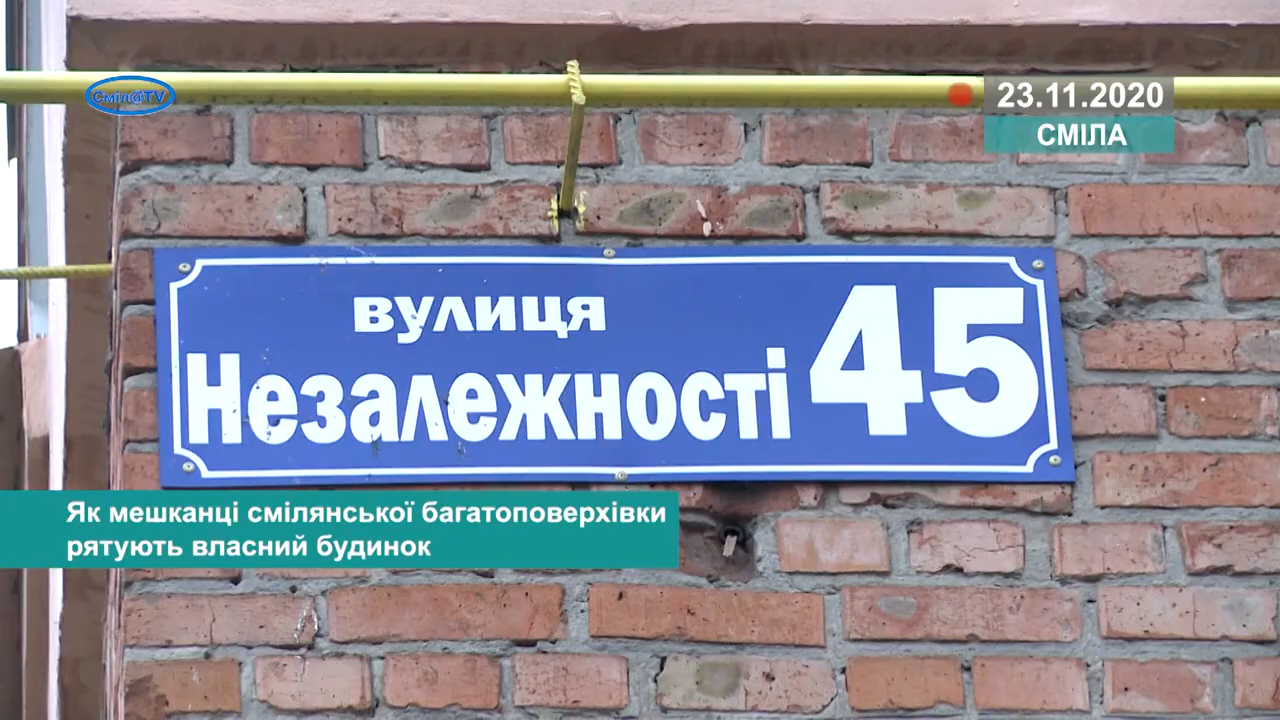 Сміл@TV
23.11.2020
СМІЛА
вулиця
Незалежності 45
Як мешканці смілянської багатоповерхівки
рятують власний будинок